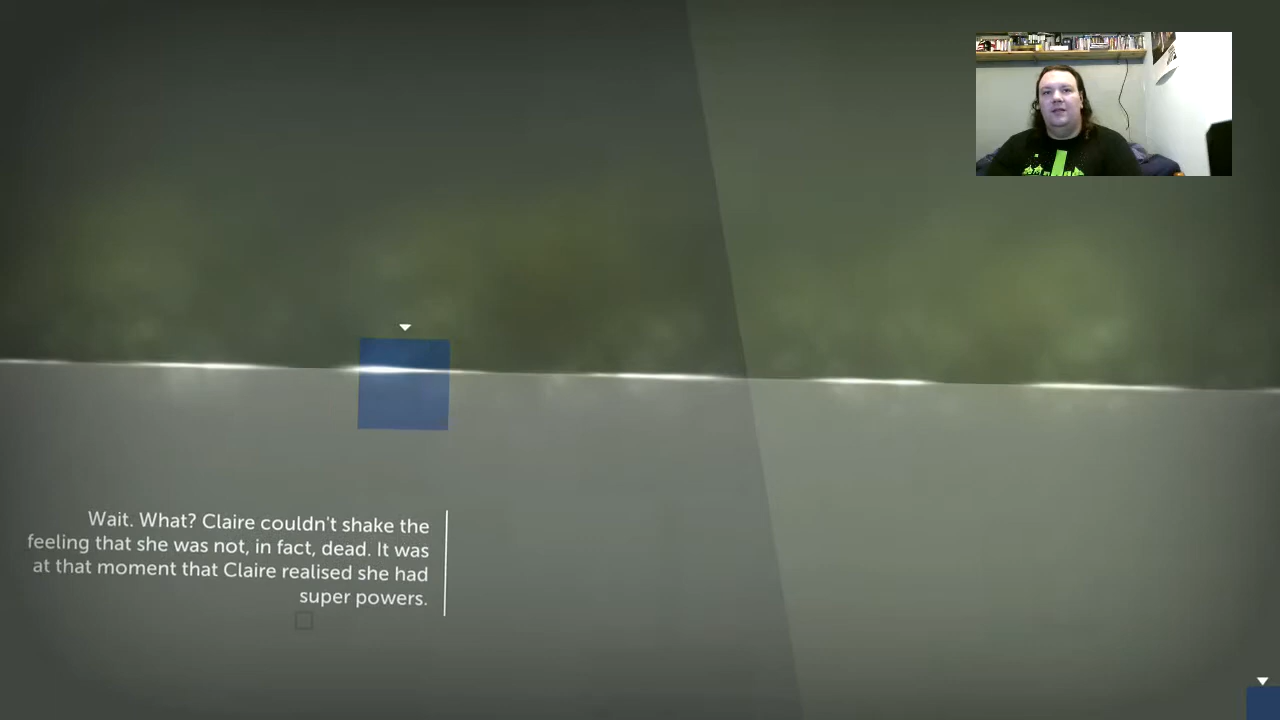 Wait. What? Claire couldn't shake the
feeling that she was not, in fact, dead. It was
at that moment that Claire realised she had
super powers.